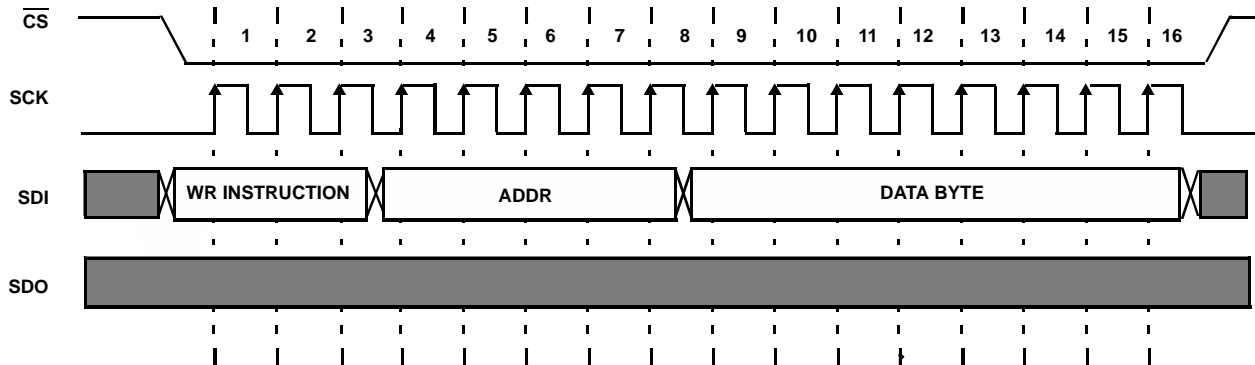 CS
1 2 3 4 5 6 7 8 9 10 11 12 13 14 15 16
SCK
SDI
WR INSTRUCTION
ADDR
DATA BYTE
SDO